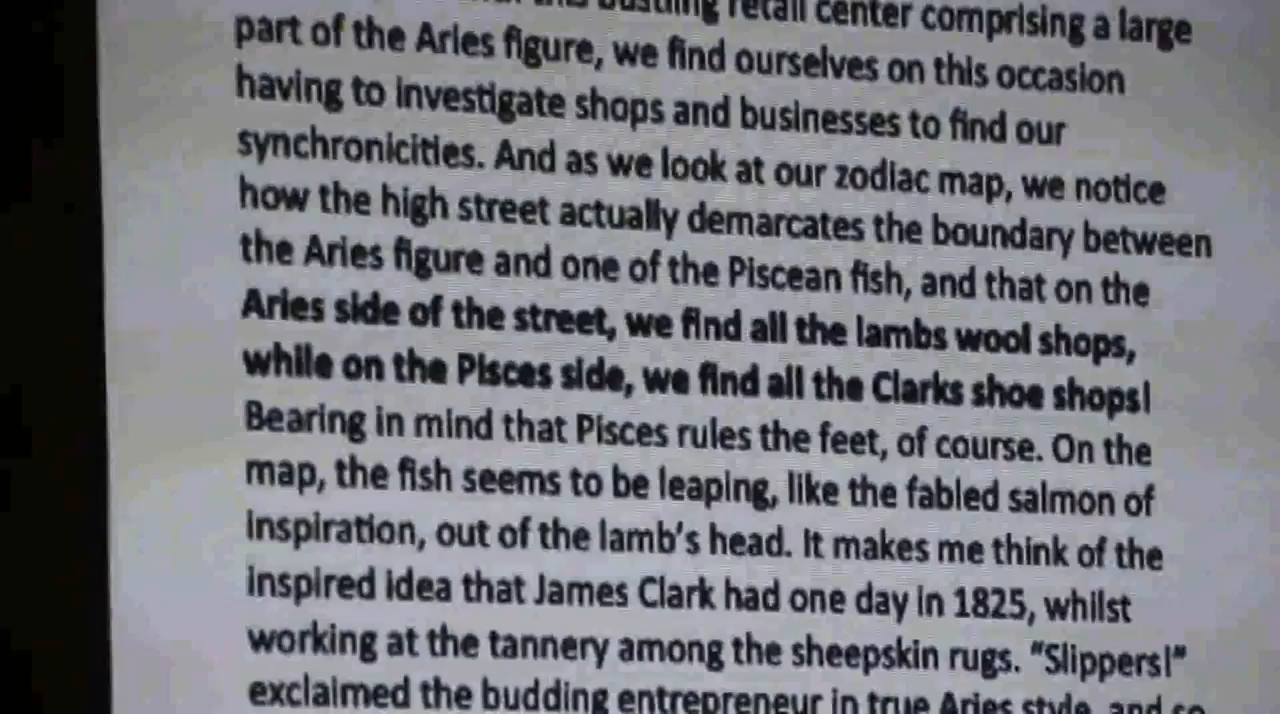 bustling retail center comprising a large
part of the Aries figure, we find ourselves on this occasion
having to investigate shops and businesses to find our
synchronicities. And as we look at our zodiac map, we notice
how the high street actually demarcates the boundary between
the Aries figure and one of the Piscean fish, and that on the
Aries side of the street, we find all the lambs wool shops,
while on the Pisces side, we find all the Clarks shoe shops!
Bearing in mind that Pisces rules the feet, of course. On the
map, the fish seems to be leaping, like the fabled salmon of
inspiration, out of the lamb's head. It makes me think of the
inspired idea that James Clark had one day in 1825, whilst
working at the tannery among the sheepskin rugs. "Slippers!"
exclaimed the budding entrepreneur in true Aries style, and so